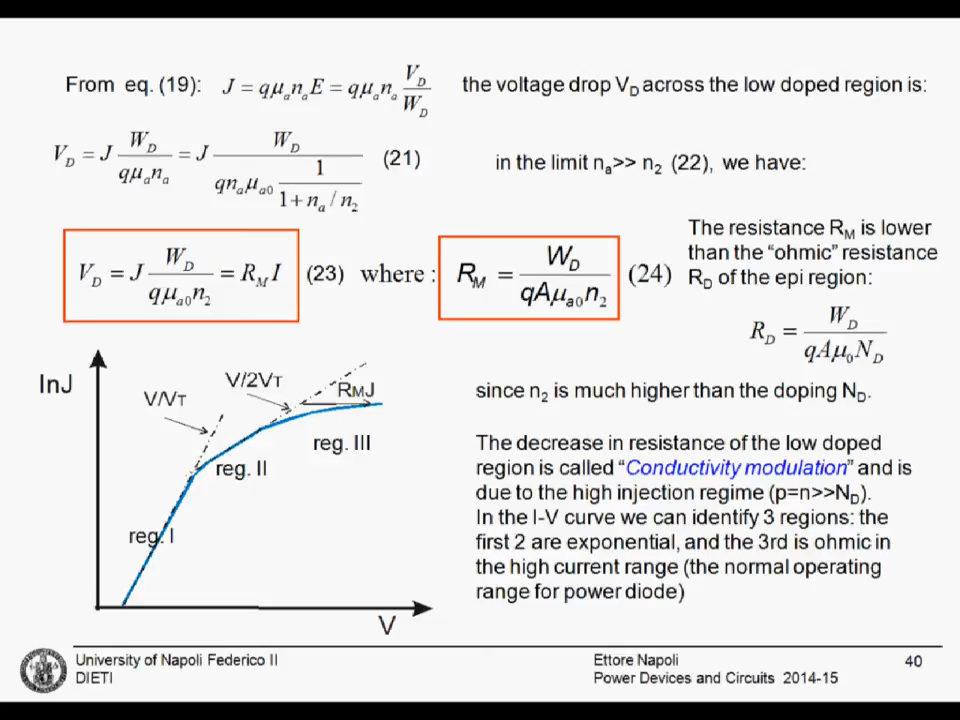 From eq. (19): J = qμ_a n_a E = qμ_a n_a V_D / W_D the voltage drop V_D across the low doped region is:
V_D = J W_D / (qμ_a n_a) = J W_D / (q n_a μ_a0 1 / (1 + n_a / n_2)) (21) in the limit n_a>> n_2 (22), we have:
V_D = J W_D / (qμ_a0 n_2) = R_M I (23) where : R_M = W_D / (qAμ_a0 n_2) (24)
The resistance R_M is lower
than the “ohmic” resistance
R_D of the epi region:
R_D = W_D / (qAμ_0 N_D)
since n_2 is much higher than the doping N_D.
The decrease in resistance of the low doped
region is called “Conductivity modulation” and is
due to the high injection regime (p=n>>N_D).
In the I-V curve we can identify 3 regions: the
first 2 are exponential, and the 3rd is ohmic in
the high current range (the normal operating
range for power diode)
lnJ
V/VT
V/2VT
RMJ
reg. III
reg. II
reg. I
V
University of Napoli Federico II
DIETI
Ettore Napoli
Power Devices and Circuits 2014-15
40